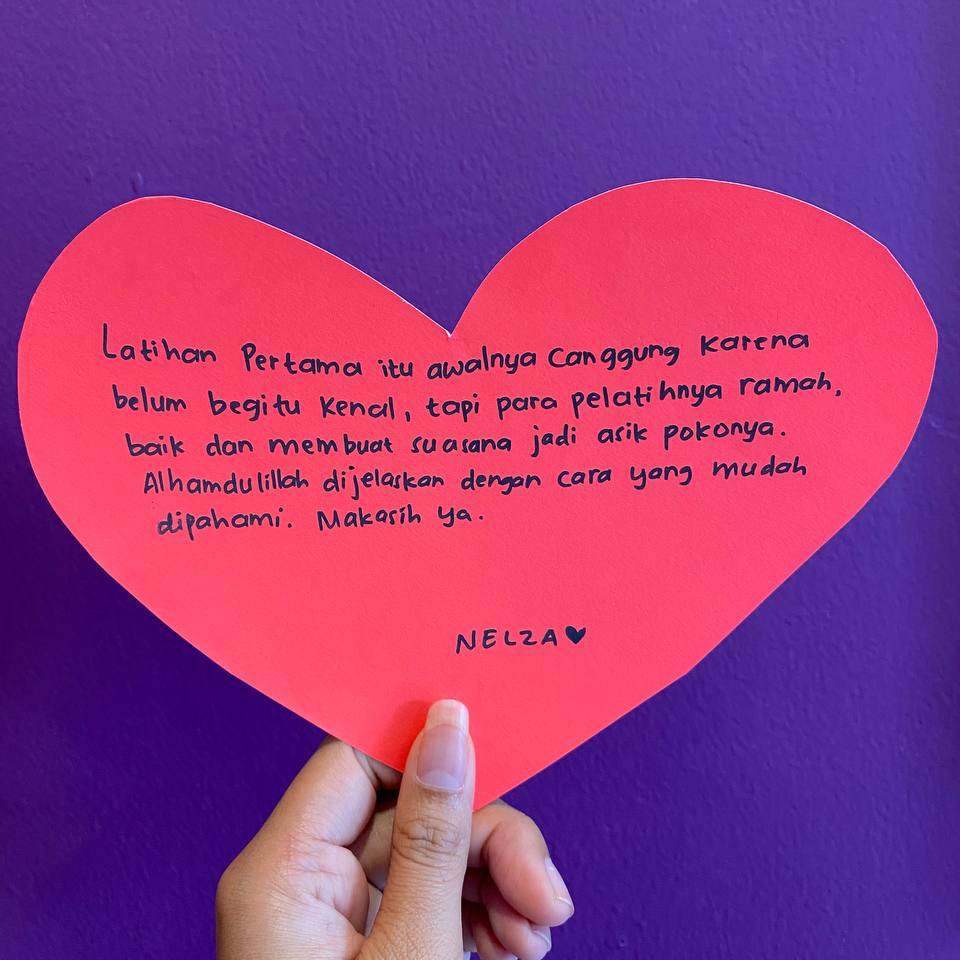 Latihan Pertama itu awalnya Canggung Karena
belum begitu Kenal, tapi para pelatihnya ramah,
baik dan membuat suasana jadi asik pokonya.
Alhamdulillah dijelaskan dengan cara yang mudah
dipahami. Makasih ya.
NELZA♥